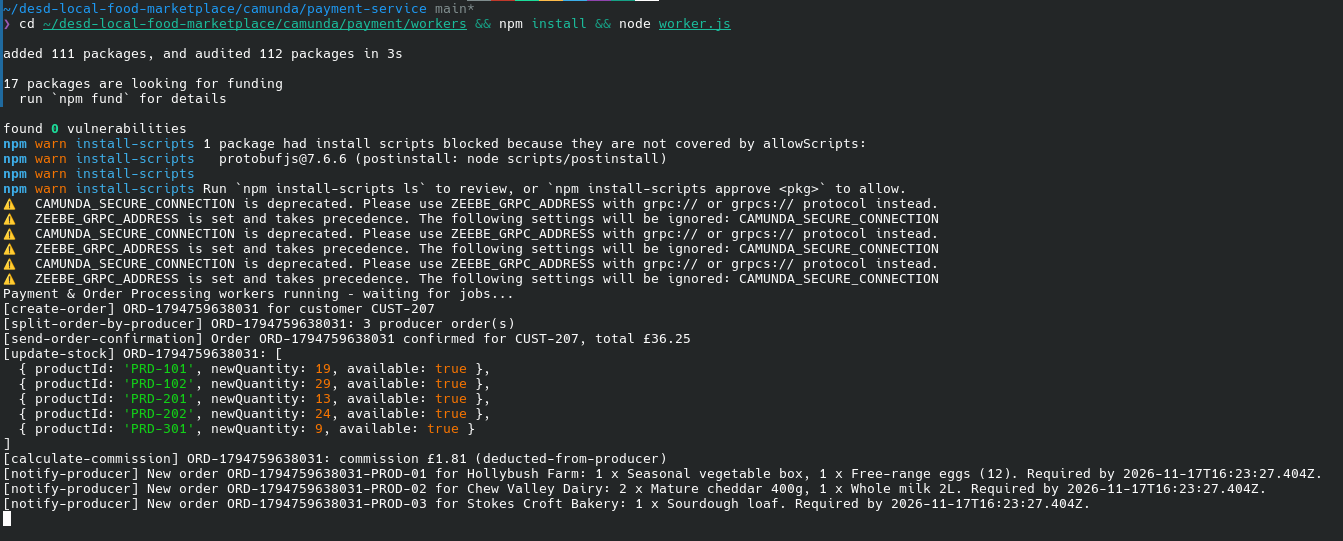 ~/desd-local-food-marketplace/camunda/payment-service main*
❯ cd ~/desd-local-food-marketplace/camunda/payment/workers && npm install && node worker.js
added 111 packages, and audited 112 packages in 3s
17 packages are looking for funding
  run `npm fund` for details
found 0 vulnerabilities
npm warn install-scripts 1 package had install scripts blocked because they are not covered by allowScripts:
npm warn install-scripts   protobufjs@7.6.6 (postinstall: node scripts/postinstall)
npm warn install-scripts
npm warn install-scripts Run `npm install-scripts ls` to review, or `npm install-scripts approve <pkg>` to allow.
⚠️  CAMUNDA_SECURE_CONNECTION is deprecated. Please use ZEEBE_GRPC_ADDRESS with grpc:// or grpcs:// protocol instead.
⚠️  ZEEBE_GRPC_ADDRESS is set and takes precedence. The following settings will be ignored: CAMUNDA_SECURE_CONNECTION
⚠️  CAMUNDA_SECURE_CONNECTION is deprecated. Please use ZEEBE_GRPC_ADDRESS with grpc:// or grpcs:// protocol instead.
⚠️  ZEEBE_GRPC_ADDRESS is set and takes precedence. The following settings will be ignored: CAMUNDA_SECURE_CONNECTION
⚠️  CAMUNDA_SECURE_CONNECTION is deprecated. Please use ZEEBE_GRPC_ADDRESS with grpc:// or grpcs:// protocol instead.
⚠️  ZEEBE_GRPC_ADDRESS is set and takes precedence. The following settings will be ignored: CAMUNDA_SECURE_CONNECTION
Payment & Order Processing workers running - waiting for jobs...
[create-order] ORD-1794759638031 for customer CUST-207
[split-order-by-producer] ORD-1794759638031: 3 producer order(s)
[send-order-confirmation] Order ORD-1794759638031 confirmed for CUST-207, total £36.25
[update-stock] ORD-1794759638031: [
  { productId: 'PRD-101', newQuantity: 19, available: true },
  { productId: 'PRD-102', newQuantity: 29, available: true },
  { productId: 'PRD-201', newQuantity: 13, available: true },
  { productId: 'PRD-202', newQuantity: 24, available: true },
  { productId: 'PRD-301', newQuantity: 9, available: true }
]
[calculate-commission] ORD-1794759638031: commission £1.81 (deducted-from-producer)
[notify-producer] New order ORD-1794759638031-PROD-01 for Hollybush Farm: 1 x Seasonal vegetable box, 1 x Free-range eggs (12). Required by 2026-11-17T16:23:27.404Z.
[notify-producer] New order ORD-1794759638031-PROD-02 for Chew Valley Dairy: 2 x Mature cheddar 400g, 1 x Whole milk 2L. Required by 2026-11-17T16:23:27.404Z.
[notify-producer] New order ORD-1794759638031-PROD-03 for Stokes Croft Bakery: 1 x Sourdough loaf. Required by 2026-11-17T16:23:27.404Z.